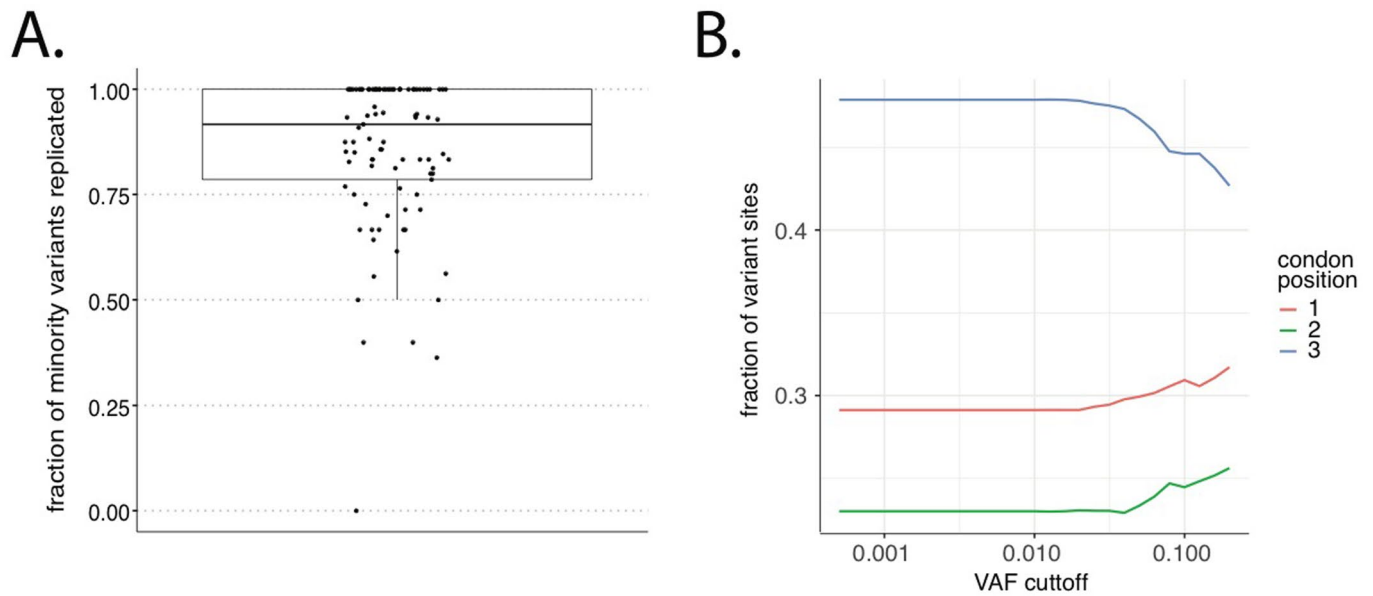 A.
fraction of minority variants replicated
1.00
0.75
0.50
0.25
0.00
B.
fraction of variant sites
0.4
0.3
0.001
0.010
0.100
VAF cuttoff
condon
position
1
2
3